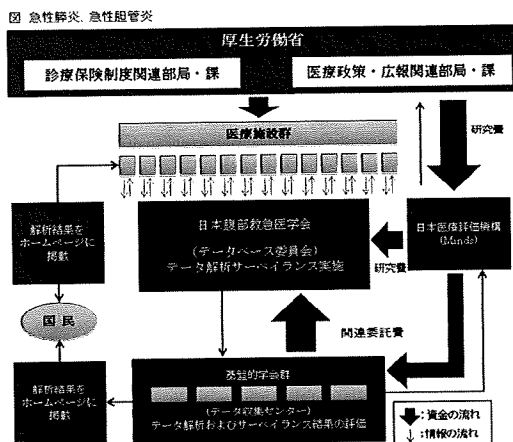 図 急性膵炎、急性胆管炎
厚生労働省
診療保険制度関連部局・課
医療政策・広報関連部局・課
医療施設群
研究費
解析結果を
ホームページに
掲載
日本腹部救急医学会
(データベース委員会)
データ解析サーベイランス実施
日本医療評価機構
(Minds)
研究費
国民
関連委託費
解析結果を
ホームページに
掲載
基盤的学会群
(データ収集センター)
データ解析およびサーベイランス結果の評価
:資金の流れ
:情報の流れ